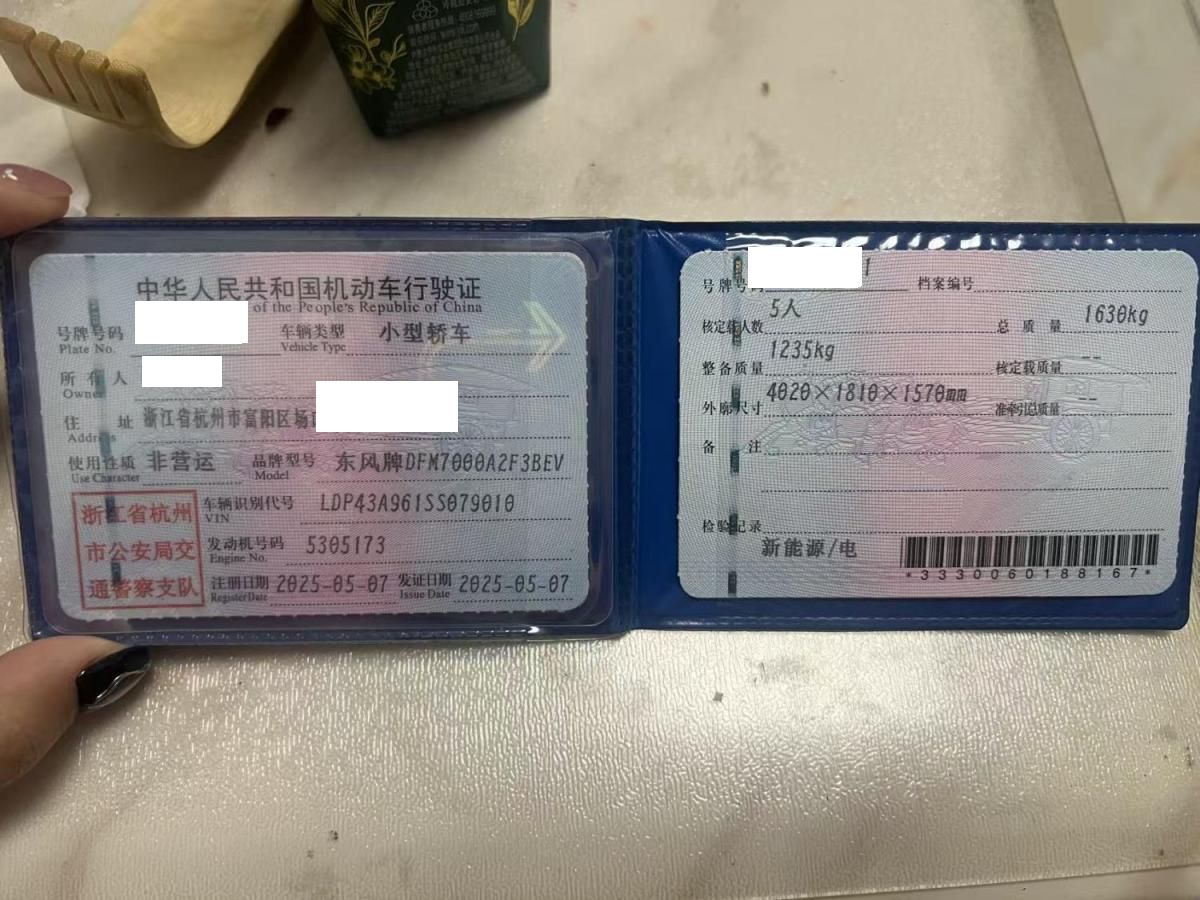 中华人民共和国机动车行驶证
of the People's Republic of China
号牌号码
Plate No.
车辆类型 小型轿车
Vehicle Type
所有人
Owner
住址 浙江省杭州市富阳区场
Address
使用性质 非营运 品牌型号 东风牌DFM7000A2F3BEV
Use Character Model
浙江省杭州
市公安局交
通警察支队
车辆识别代号 LDP43A961SS079010
VIN
发动机号码 5305173
Engine No.
注册日期 2025-05-07 发证日期 2025-05-07
Register Date Issue Date
号牌号码 1 档案编号
核定载人数 5人 总质量 1630kg
整备质量 1235kg 核定载质量 --
外廓尺寸 4020×1810×1570mm 准牵引总质量 --
备注
检验记录
新能源/电
*3330060188167*